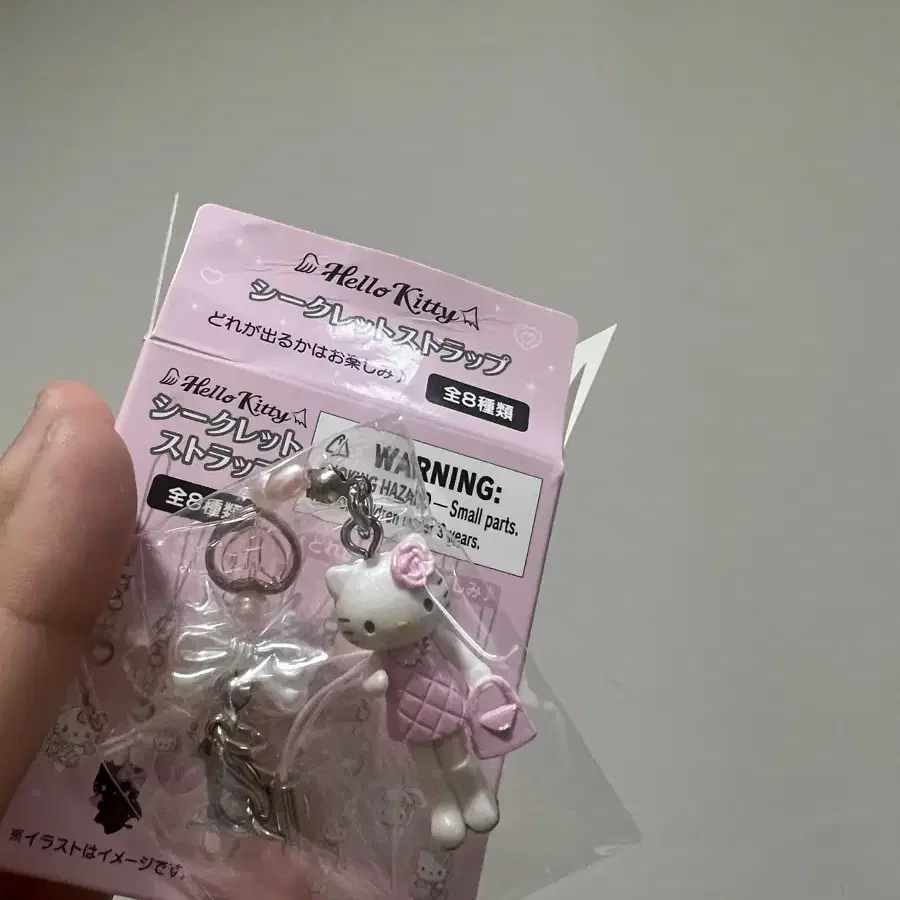 Hello Kitty
シークレットストラップ
どれが出るかはお楽しみ♪
全8種類
Hello Kitty
シークレット
ストラップ
全8種類
WARNING:
CHOKING HAZARD—Small parts.
under 3 years.
※イラストはイメージです。